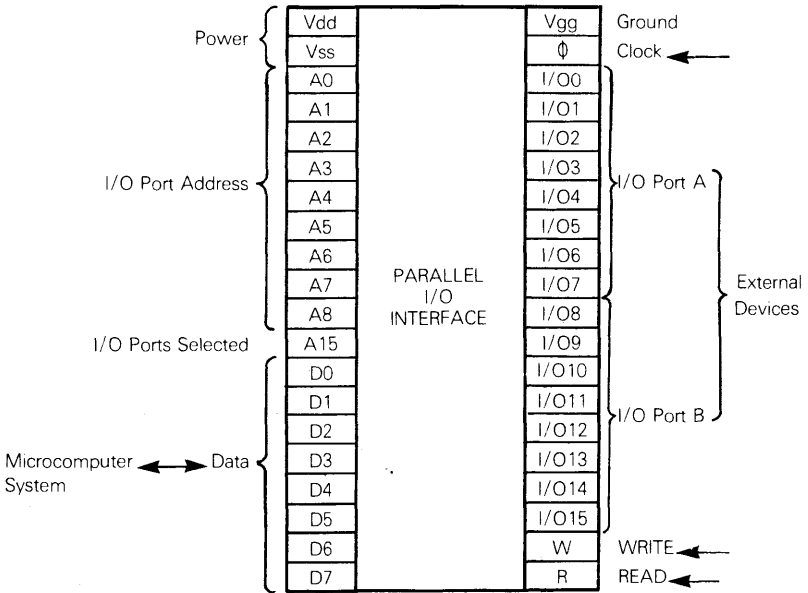 Power
Vdd
Vss
I/O Port Address
A0
A1
A2
A3
A4
A5
A6
A7
A8
I/O Ports Selected
A15
Microcomputer
System
Data
D0
D1
D2
D3
D4
D5
D6
D7
PARALLEL
I/O
INTERFACE
Vgg Ground
Φ Clock
I/O0
I/O1
I/O2
I/O3
I/O4
I/O5
I/O6
I/O7
I/O Port A
I/O8
I/O9
I/O10
I/O11
I/O12
I/O13
I/O14
I/O15
I/O Port B
External
Devices
W WRITE
R READ